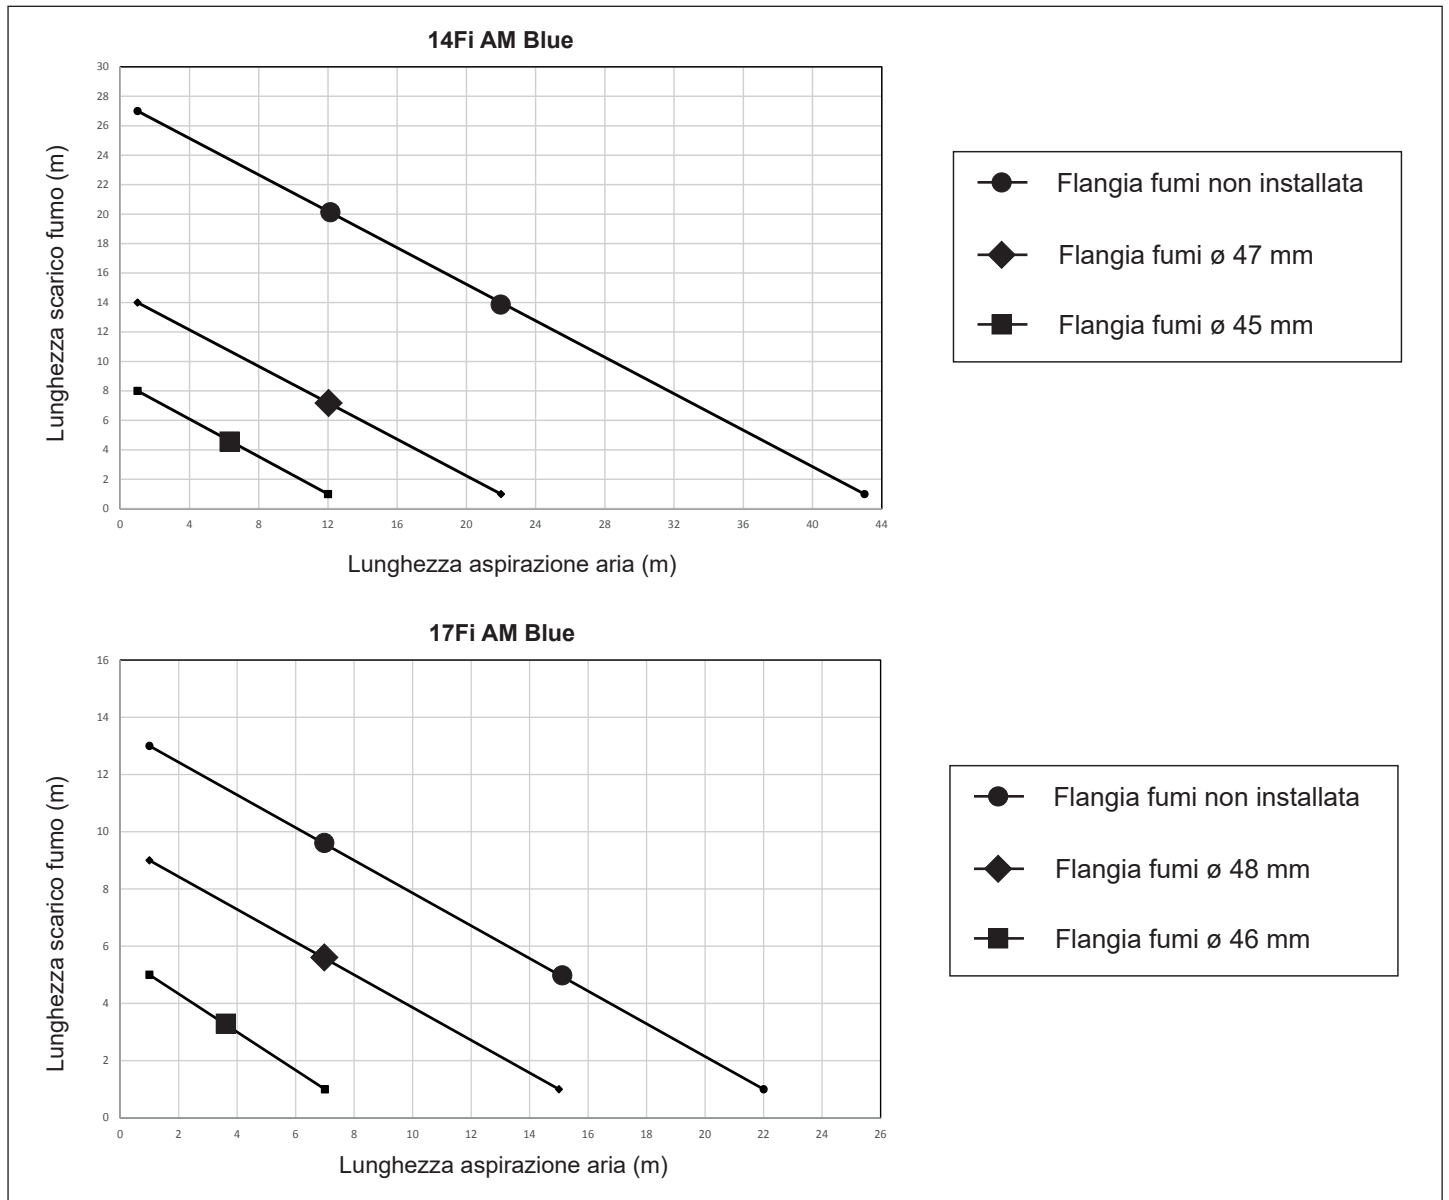 14Fi AM Blue
30
28
26
24
22
20
18
16
14
12
10
8
6
4
2
0
0 4 8 12 16 20 24 28 32 36 40 44
Lunghezza scarico fumo (m)
Lunghezza aspirazione aria (m)
Flangia fumi non installata
Flangia fumi ø 47 mm
Flangia fumi ø 45 mm
17Fi AM Blue
16
14
12
10
8
6
4
2
0
0 2 4 6 8 10 12 14 16 18 20 22 24 26
Lunghezza scarico fumo (m)
Lunghezza aspirazione aria (m)
Flangia fumi non installata
Flangia fumi ø 48 mm
Flangia fumi ø 46 mm